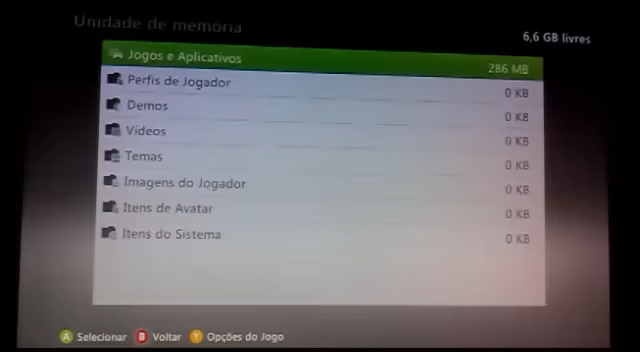 Unidade de memória
6,6 GB livres
Jogos e Aplicativos 286 MB
Perfis de Jogador 0 KB
Demos 0 KB
Vídeos 0 KB
Temas 0 KB
Imagens do Jogador 0 KB
Itens de Avatar 0 KB
Itens do Sistema 0 KB
A Selecionar B Voltar Y Opções do Jogo